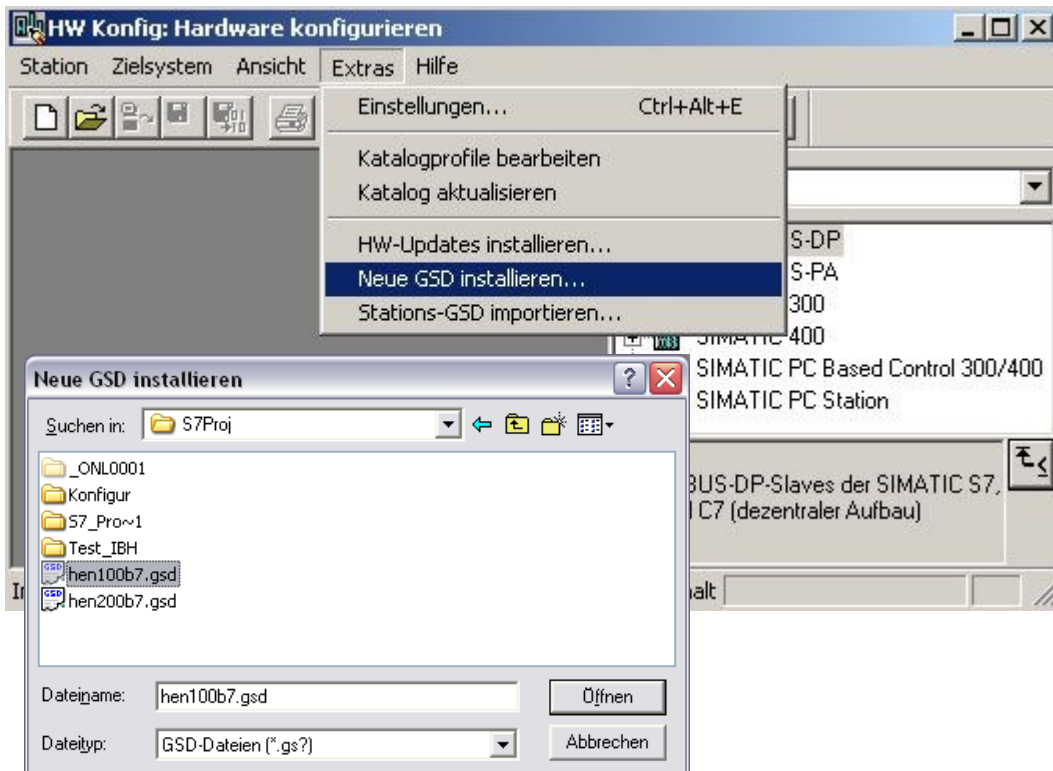 HW Konfig: Hardware konfigurieren
Station Zielsystem Ansicht Extras Hilfe
Einstellungen... Ctrl+Alt+E
Katalogprofile bearbeiten
Katalog aktualisieren
HW-Updates installieren...
Neue GSD installieren...
Stations-GSD importieren...
S-DP
S-PA
300
SIMATIC 400
SIMATIC PC Based Control 300/400
SIMATIC PC Station
BUS-DP-Slaves der SIMATIC S7,
C7 (dezentraler Aufbau)
Neue GSD installieren
Suchen in: S7Proj
_ONL0001
Konfigur
S7_Pro~1
Test_IBH
hen100b7.gsd
hen200b7.gsd
Dateiname: hen100b7.gsd Öffnen
Dateityp: GSD-Dateien (*.gs?) Abbrechen